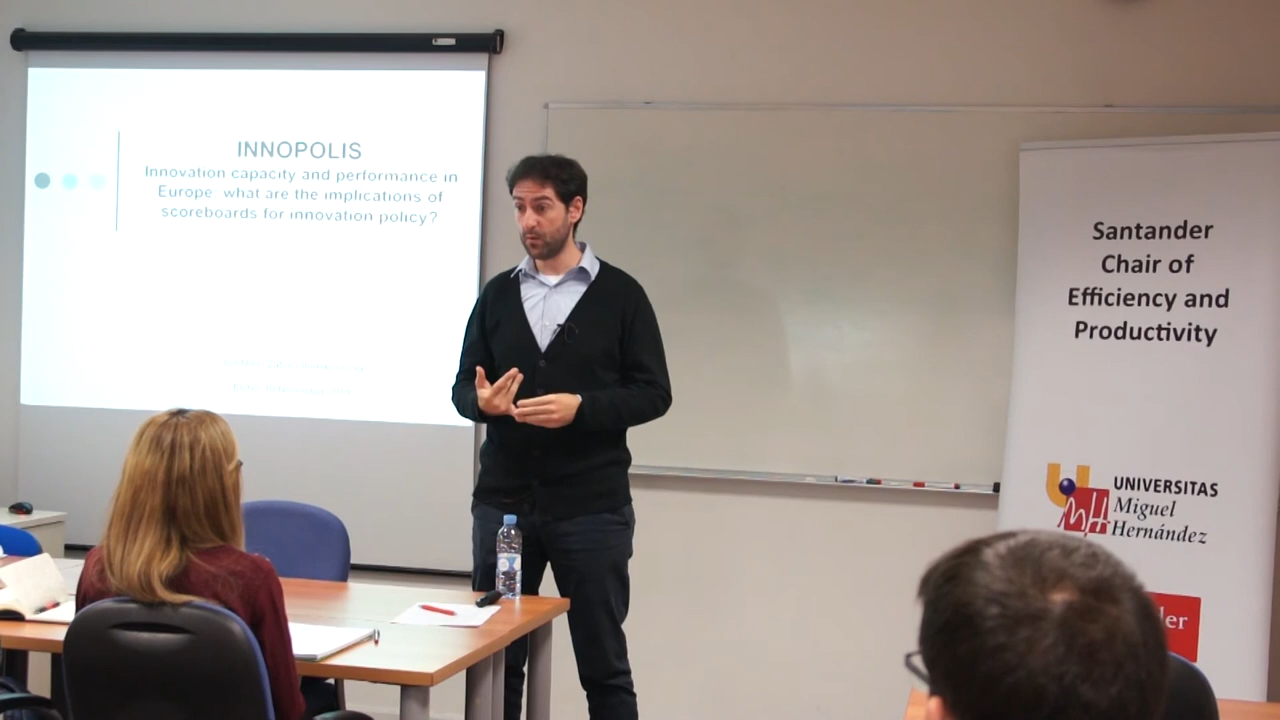 INNOPOLIS
Innovation capacity and performance in
Europe: what are the implications of
scoreboards for innovation policy?
Santander
Chair of
Efficiency and
Productivity
UNIVERSITAS
Miguel
Hernández